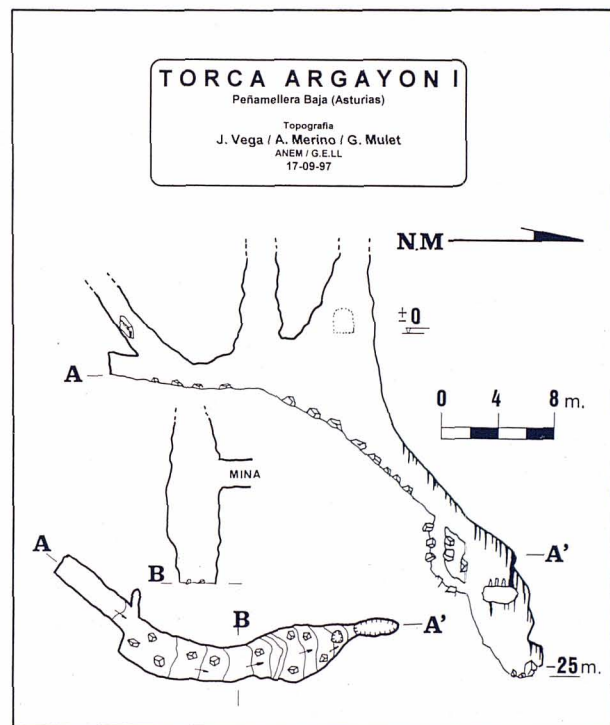 TORCA ARGAYON I
Peñamellera Baja (Asturias)
Topografia
J. Vega / A. Merino / G. Mulet
ANEM / G.E.LL
17-09-97
N.M
±0
A
0 4 8 m.
MINA
A'
A
B
B
A'
-25 m.